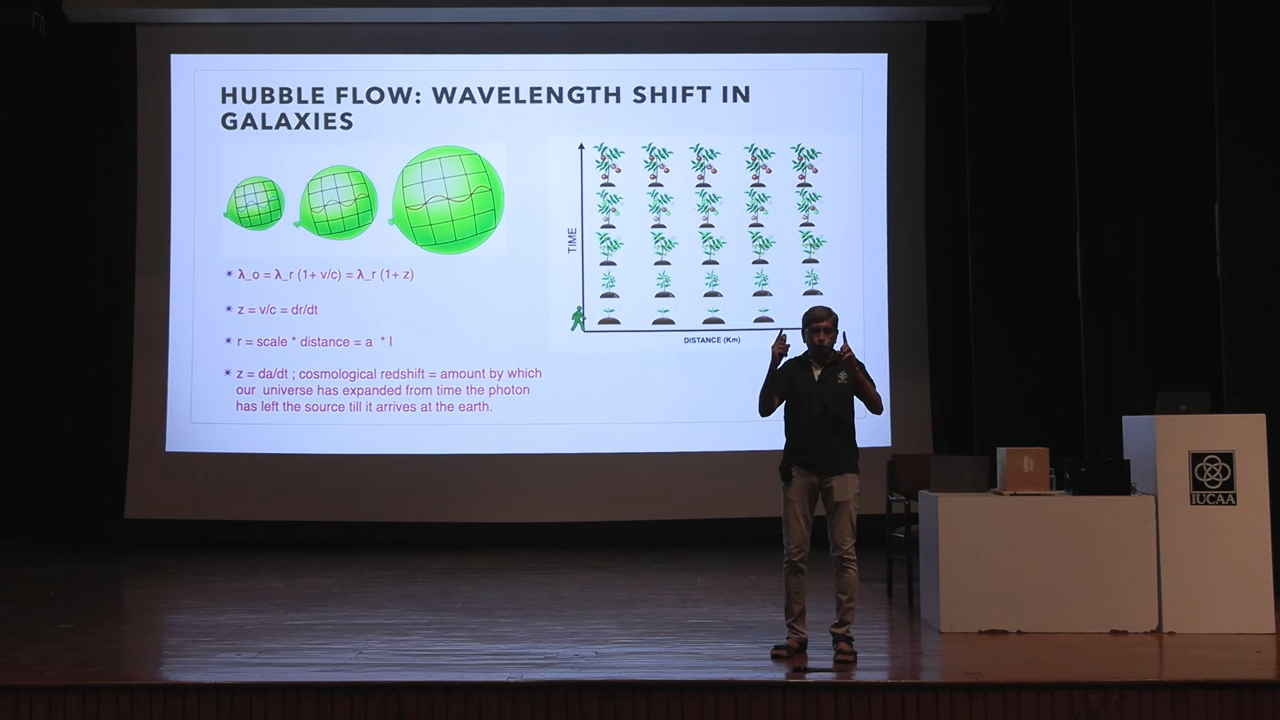 HUBBLE FLOW: WAVELENGTH SHIFT IN
GALAXIES
* λ_o = λ_r (1+ v/c) = λ_r (1+ z)
* z = v/c = dr/dt
* r = scale * distance = a * l
* z = da/dt ; cosmological redshift = amount by which
our universe has expanded from time the photon
has left the source till it arrives at the earth.
TIME
DISTANCE (Km)
IUCAA